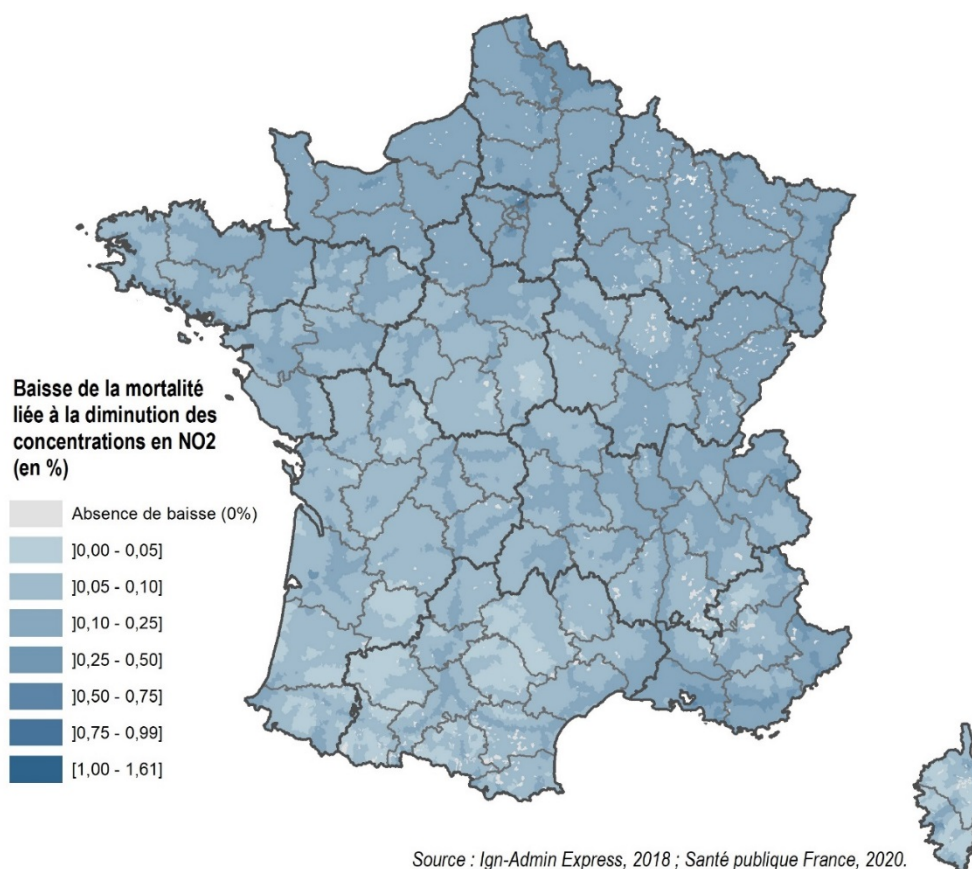 Baisse de la mortalité
liée à la diminution des
concentrations en NO2
(en %)
Absence de baisse (0%)
]0,00 - 0,05]
]0,05 - 0,10]
]0,10 - 0,25]
]0,25 - 0,50]
]0,50 - 0,75]
]0,75 - 0,99]
[1,00 - 1,61]
Source : Ign-Admin Express, 2018 ; Santé publique France, 2020.